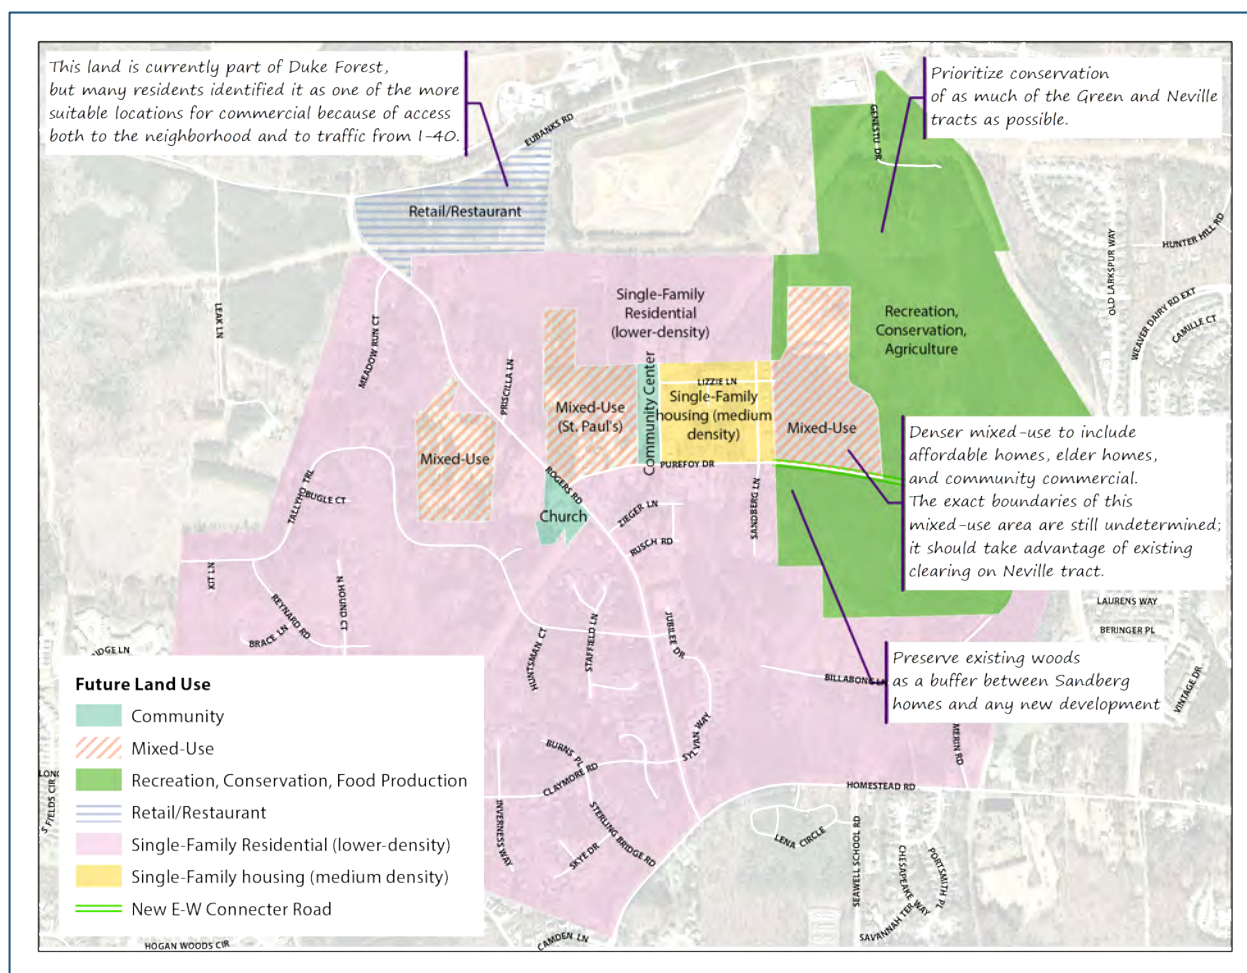 This land is currently part of Duke Forest,
but many residents identified it as one of the more
suitable locations for commercial because of access
both to the neighborhood and to traffic from I-40.
Prioritize conservation
of as much of the Green and Neville
tracts as possible.
EUBANKS RD
GENESTU DR
Retail/Restaurant
OLD LARKSPUR WAY
HUNTER HILL RD
WEAVER DAIRY RD EXT
CAMILLE CT
LEAK LN
MEADOW RUN CT
Single-Family
Residential
(lower-density)
Recreation,
Conservation,
Agriculture
PRISCILLA LN
Community Center
LIZZIE LN
Single-Family
housing (medium
density)
Mixed-Use
(St. Paul's)
Mixed-Use
Mixed-Use
PUREFOY DR
ROGERS RD
Church
Denser mixed-use to include
affordable homes, elder homes,
and community commercial.
The exact boundaries of this
mixed-use area are still undetermined;
it should take advantage of existing
clearing on Neville tract.
TALLYHO TRL
BUGLE CT
ZIEGER LN
RUSCH RD
SANDBERG LN
KIT LN
REYNARD RD
N HOUND CT
BRACE LN
HUNTSMAN CT
STAFFIELD LN
JUBILEE DR
LAURENS WAY
BERINGER PL
VINTAGE DR
RIDGE LN
Preserve existing woods
as a buffer between Sandberg
homes and any new development
BILLABONG L
MERIN RD
SYLVAN WAY
BURNS PL
CLAYMORE RD
STERLING BRIDGE RD
INVERNESS WAY
SKYE DR
HOMESTEAD RD
LENA CIRCLE
SEAWELL SCHOOL RD
CHESAPEAKE WAY
PORTSMITH PL
SAVANNAH TER
CAMDEN LN
HOGAN WOODS CIR
LONG
S FIELDS CIR
Future Land Use
Community
Mixed-Use
Recreation, Conservation, Food Production
Retail/Restaurant
Single-Family Residential (lower-density)
Single-Family housing (medium density)
New E-W Connecter Road